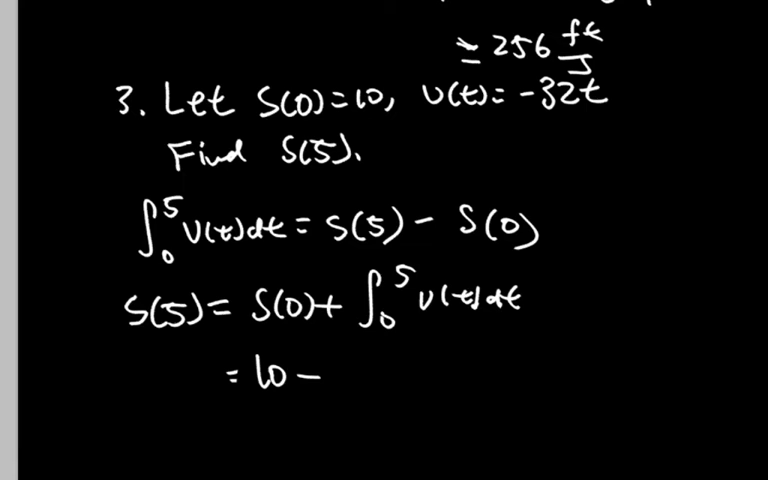 = 256 ft/s
3. Let S(0)=10, v(t)= -32t
Find S(5).
∫₀⁵ v(t)dt = S(5) - S(0)
S(5) = S(0) + ∫₀⁵ v(t)dt
= 10 -